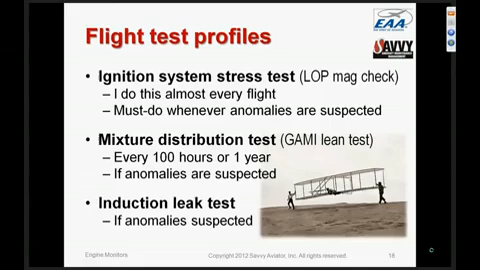 Flight test profiles
EAA
SAVVY
• Ignition system stress test (LOP mag check)
– I do this almost every flight
– Must-do whenever anomalies are suspected
• Mixture distribution test (GAMI lean test)
– Every 100 hours or 1 year
– If anomalies are suspected
• Induction leak test
– If anomalies suspected
Engine Monitors
Copyright 2012 Savvy Aviator, Inc. All rights reserved.
18